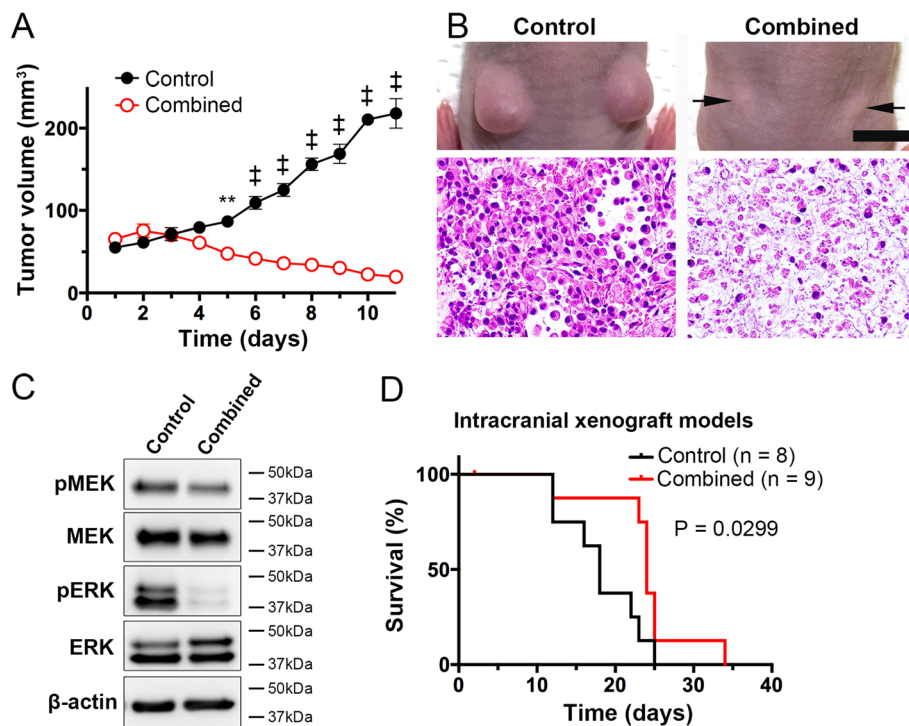 A
Control
Combined
Tumor volume (mm³)
200
100
0
**
‡
‡
‡
‡
‡
‡
0
2
4
6
8
10
Time (days)
B
Control
Combined
C
Control
Combined
pMEK
50kDa
37kDa
MEK
50kDa
37kDa
pERK
50kDa
37kDa
ERK
50kDa
37kDa
β-actin
50kDa
37kDa
D
Intracranial xenograft models
Control (n = 8)
Combined (n = 9)
P = 0.0299
Survival (%)
100
50
0
0
10
20
30
40
Time (days)